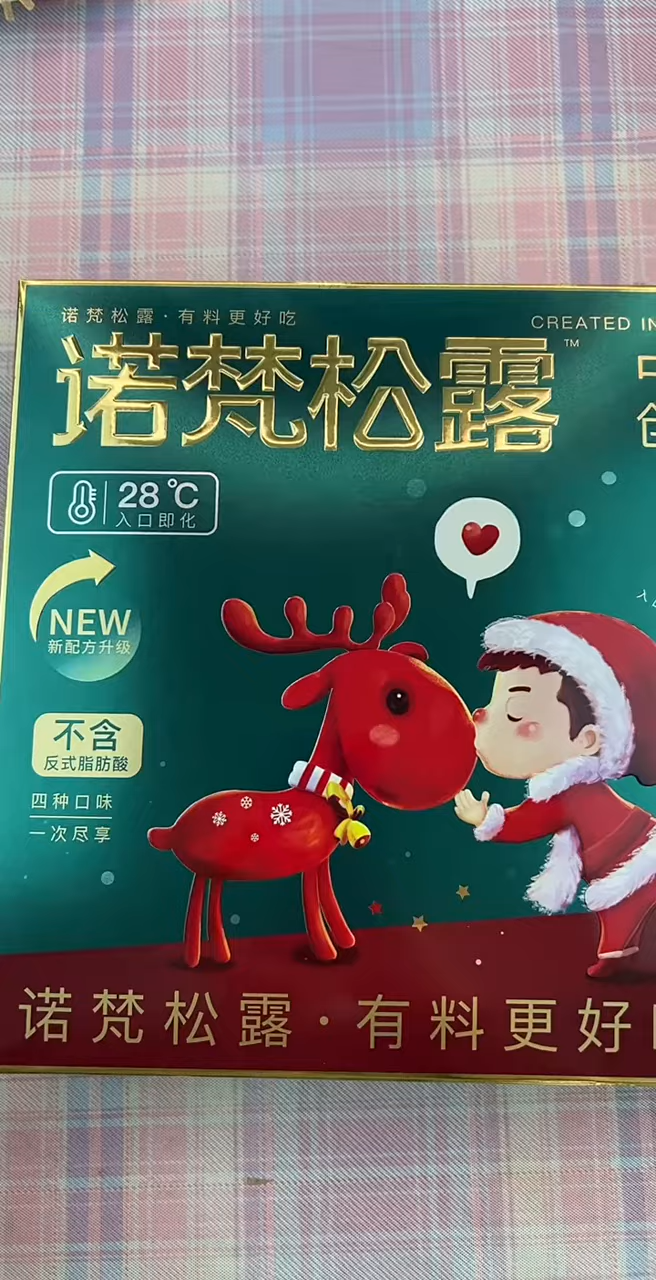 诺梵松露·有料更好吃
CREATED IN
诺梵松露™
28℃
入口即化
NEW
新配方升级
不含
反式脂肪酸
四种口味
一次尽享
诺梵松露·有料更好